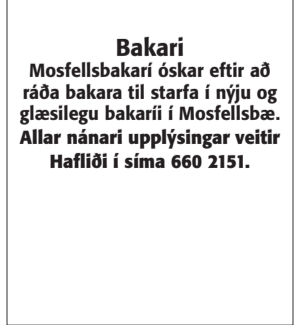 Bakari
Mosfellsbakarí óskar eftir að
ráða bakara til starfa í nýju og
glæsilegu bakaríi í Mosfellsbæ.
Allar nánari upplýsingar veitir
Hafliði í síma 660 2151.